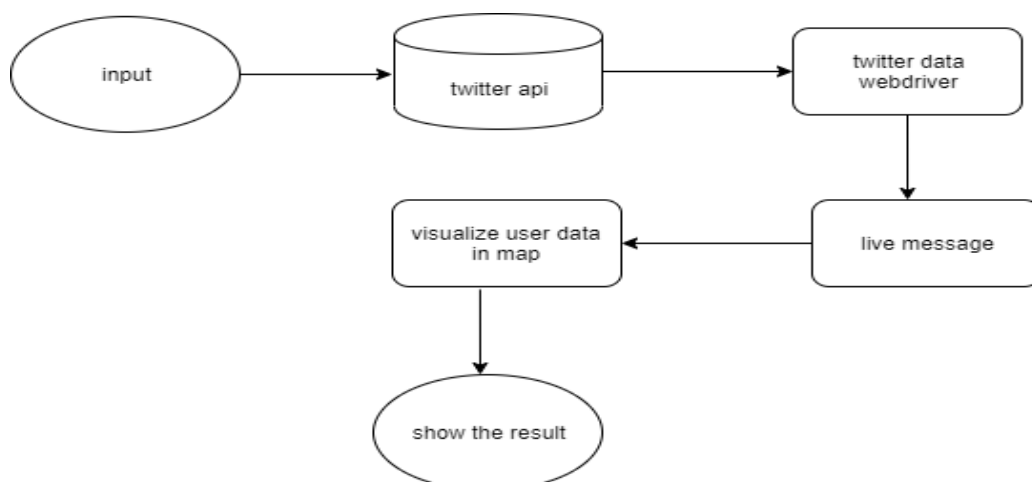 input
twitter api
twitter data
webdriver
live message
visualize user data
in map
show the result